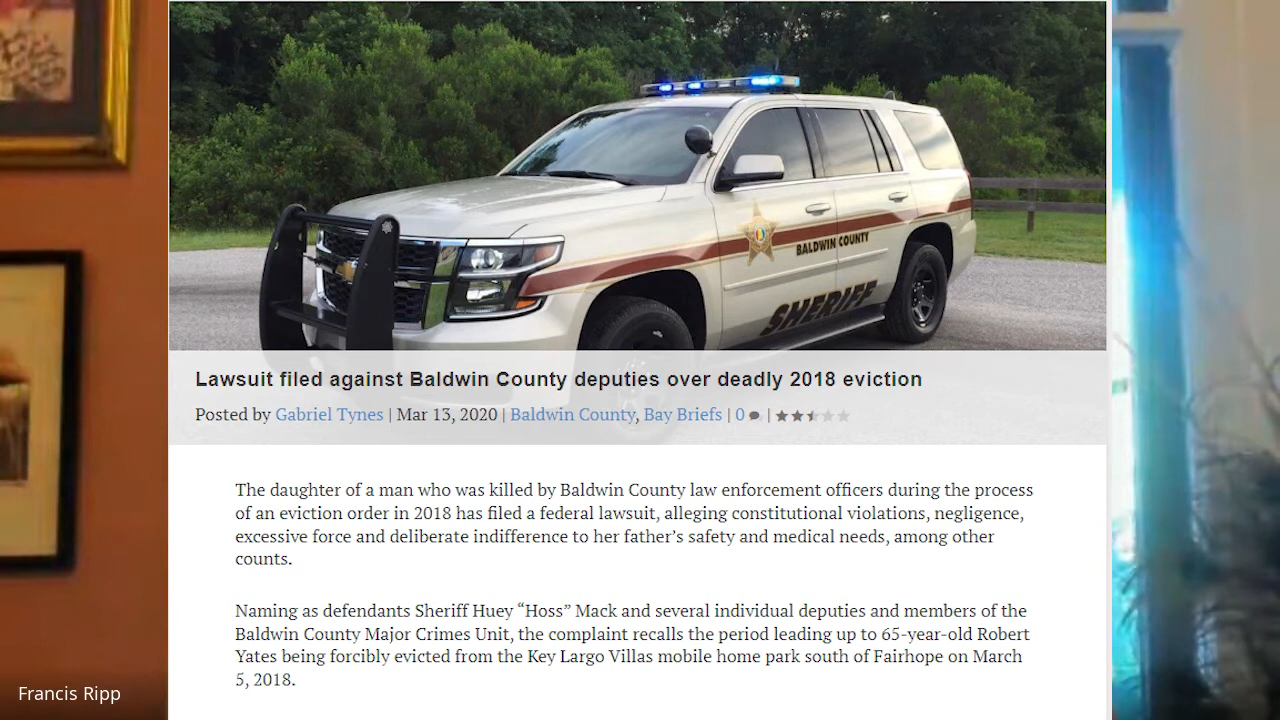 BALDWIN COUNTY
SHERIFF
Lawsuit filed against Baldwin County deputies over deadly 2018 eviction
Posted by Gabriel Tynes | Mar 13, 2020 | Baldwin County, Bay Briefs | 0 |
The daughter of a man who was killed by Baldwin County law enforcement officers during the process
of an eviction order in 2018 has filed a federal lawsuit, alleging constitutional violations, negligence,
excessive force and deliberate indifference to her father’s safety and medical needs, among other
counts.
Naming as defendants Sheriff Huey “Hoss” Mack and several individual deputies and members of the
Baldwin County Major Crimes Unit, the complaint recalls the period leading up to 65-year-old Robert
Yates being forcibly evicted from the Key Largo Villas mobile home park south of Fairhope on March
5, 2018.
Francis Ripp